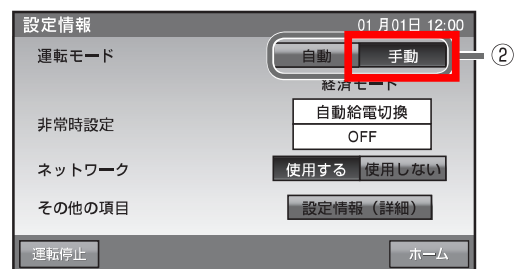 設定情報 01月01日 12:00
運転モード 自動 手動 ②
経済モード
非常時設定 自動給電切換
OFF
ネットワーク 使用する 使用しない
その他の項目 設定情報（詳細）
運転停止 ホーム